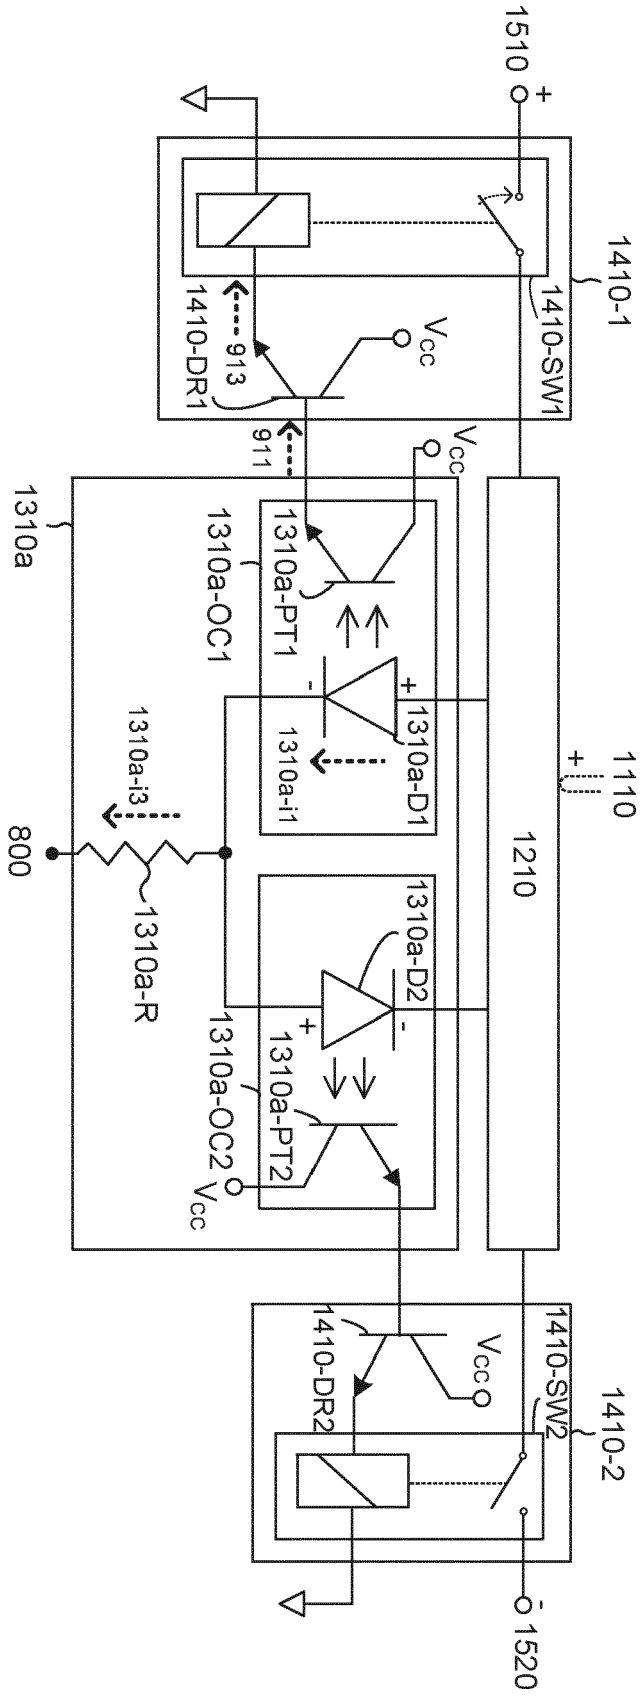 1510
+
1410-1
1410-SW1
913
1410-DR1
VCC
911
VCC
1310a
1310a-OC1
1310a-PT1
+
-
1310a-D1
1310a-i1
1310a-i3
800
1310a-R
1110
+
1210
1310a-D2
-
+
1310a-PT2
1310a-OC2
VCC
1410-2
1410-SW2
VCC
1410-DR2
-
1520